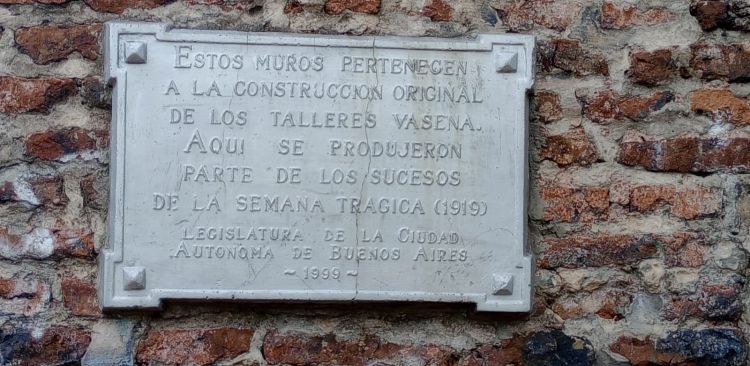 ESTOS MUROS PERTENECEN
A LA CONSTRUCCION ORIGINAL
DE LOS TALLERES VASENA.
AQUÍ SE PRODUJERON
PARTE DE LOS SUCESOS
DE LA SEMANA TRAGICA (1919)
LEGISLATURA DE LA CIUDAD
AUTONOMA DE BUENOS AIRES
~ 1999 ~